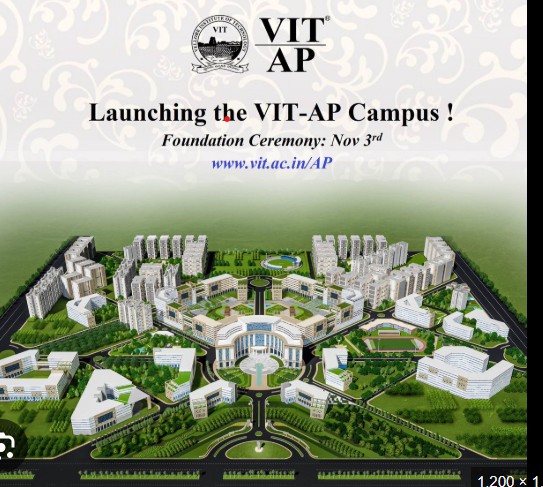 VIT
VIT®
AP
Launching the VIT-AP Campus !
Foundation Ceremony: Nov 3rd
www.vit.ac.in/AP
1,200 × 1